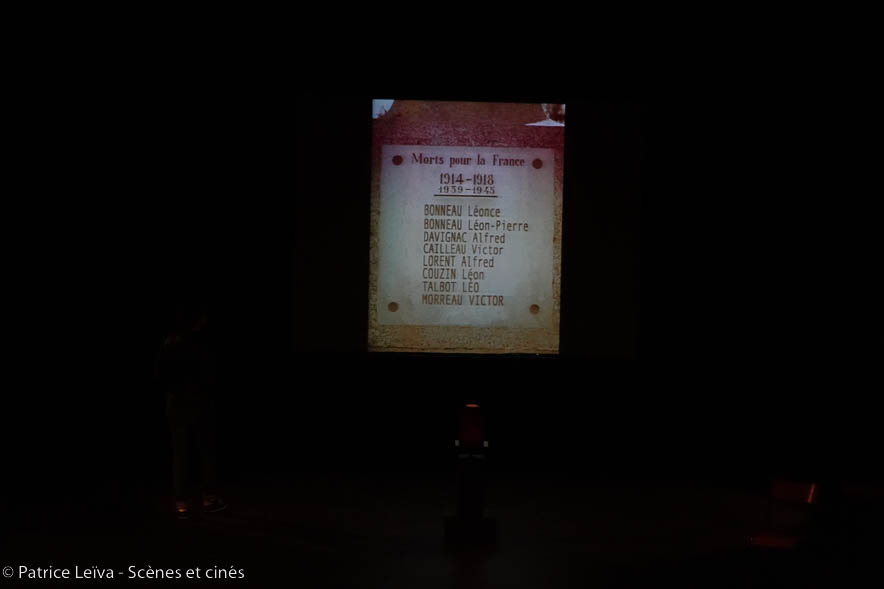 Morts pour la France
1914-1918
1939-1945
BONNEAU Léonce
BONNEAU Léon-Pierre
DAVIGNAC Alfred
CAILLEAU Victor
LORENT Alfred
COUZIN Léon
TALBOT LÉO
MORREAU VICTOR
© Patrice Leïva - Scènes et cinés